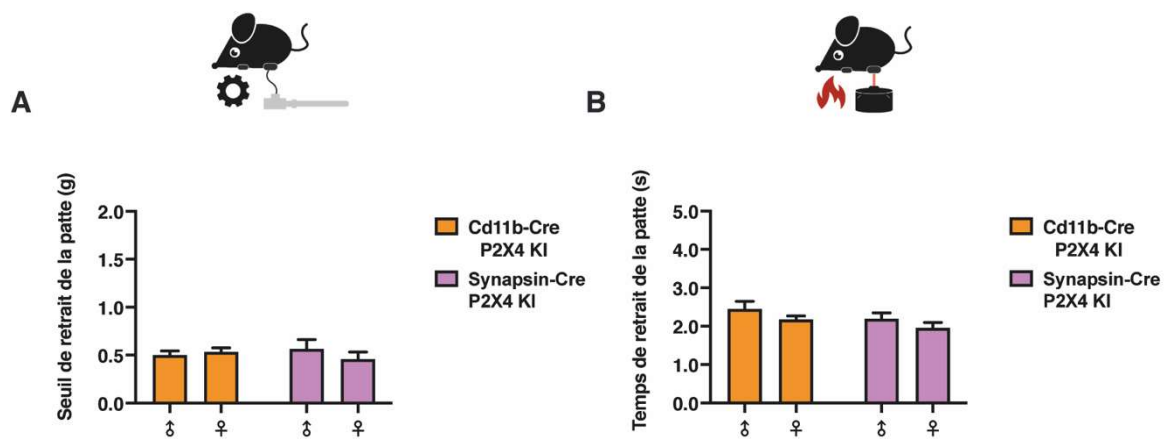 A
Seuil de retrait de la patte (g)
2.0
1.5
1.0
0.5
0.0
♂
♀
♂
♀
Cd11b-Cre
P2X4 KI
Synapsin-Cre
P2X4 KI
B
Temps de retrait de la patte (s)
5.0
4.0
3.0
2.0
1.0
0.0
♂
♀
♂
♀
Cd11b-Cre
P2X4 KI
Synapsin-Cre
P2X4 KI